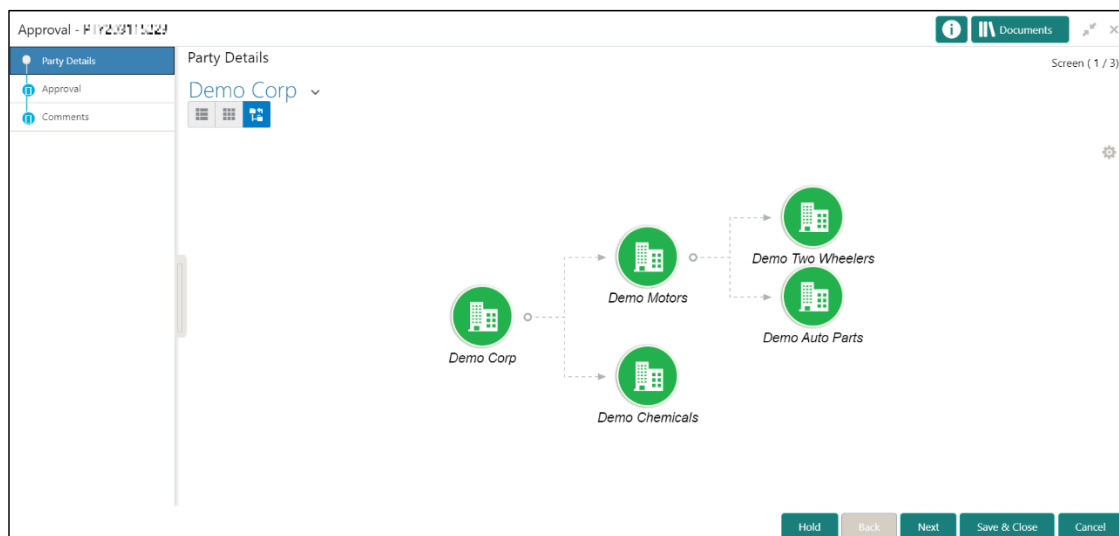 Approval -
Documents
Party Details
Approval
Comments
Party Details
Screen ( 1 / 3)
Demo Corp
Demo Two Wheelers
Demo Motors
Demo Auto Parts
Demo Corp
Demo Chemicals
Hold
Back
Next
Save & Close
Cancel